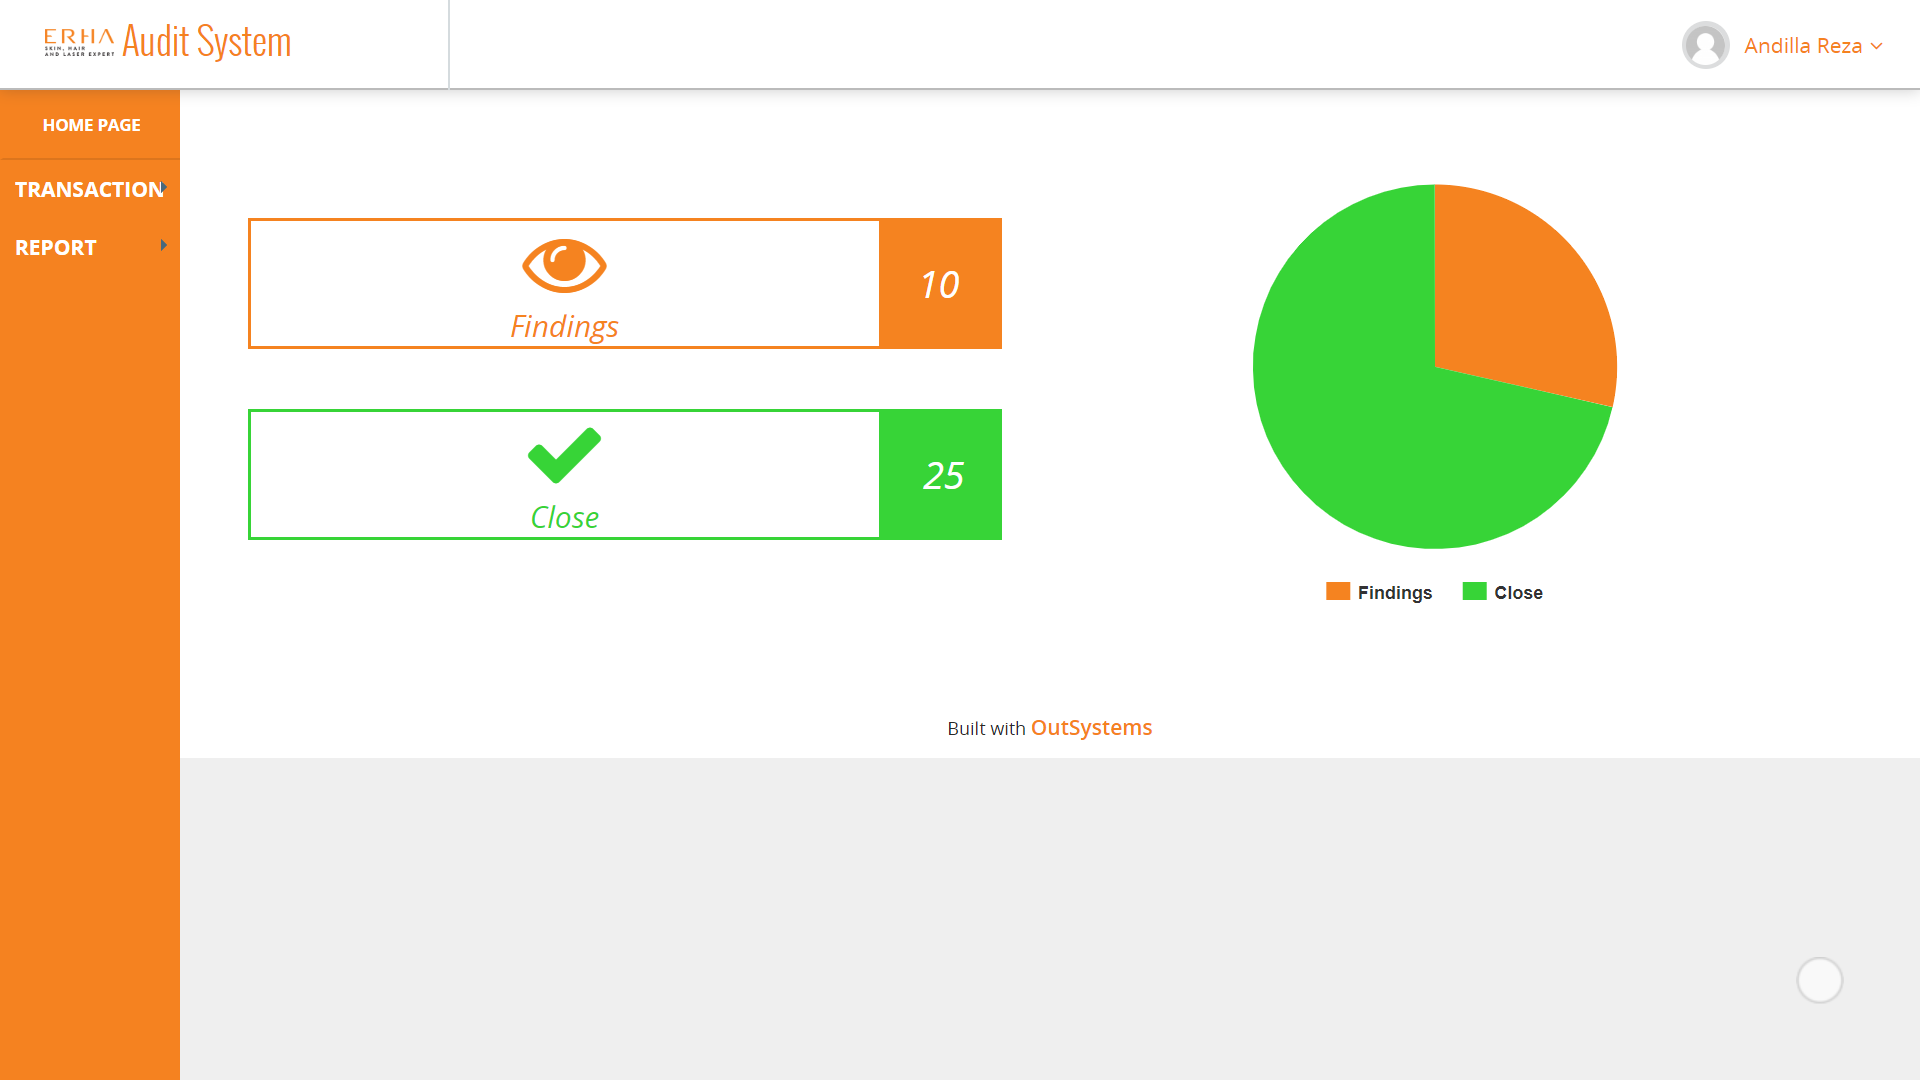 ERHA
SKIN, HAIR
AND LASER EXPERT
Audit System
Andilla Reza
HOME PAGE
TRANSACTION
REPORT
Findings
10
Close
25
Findings
Close
Built with OutSystems